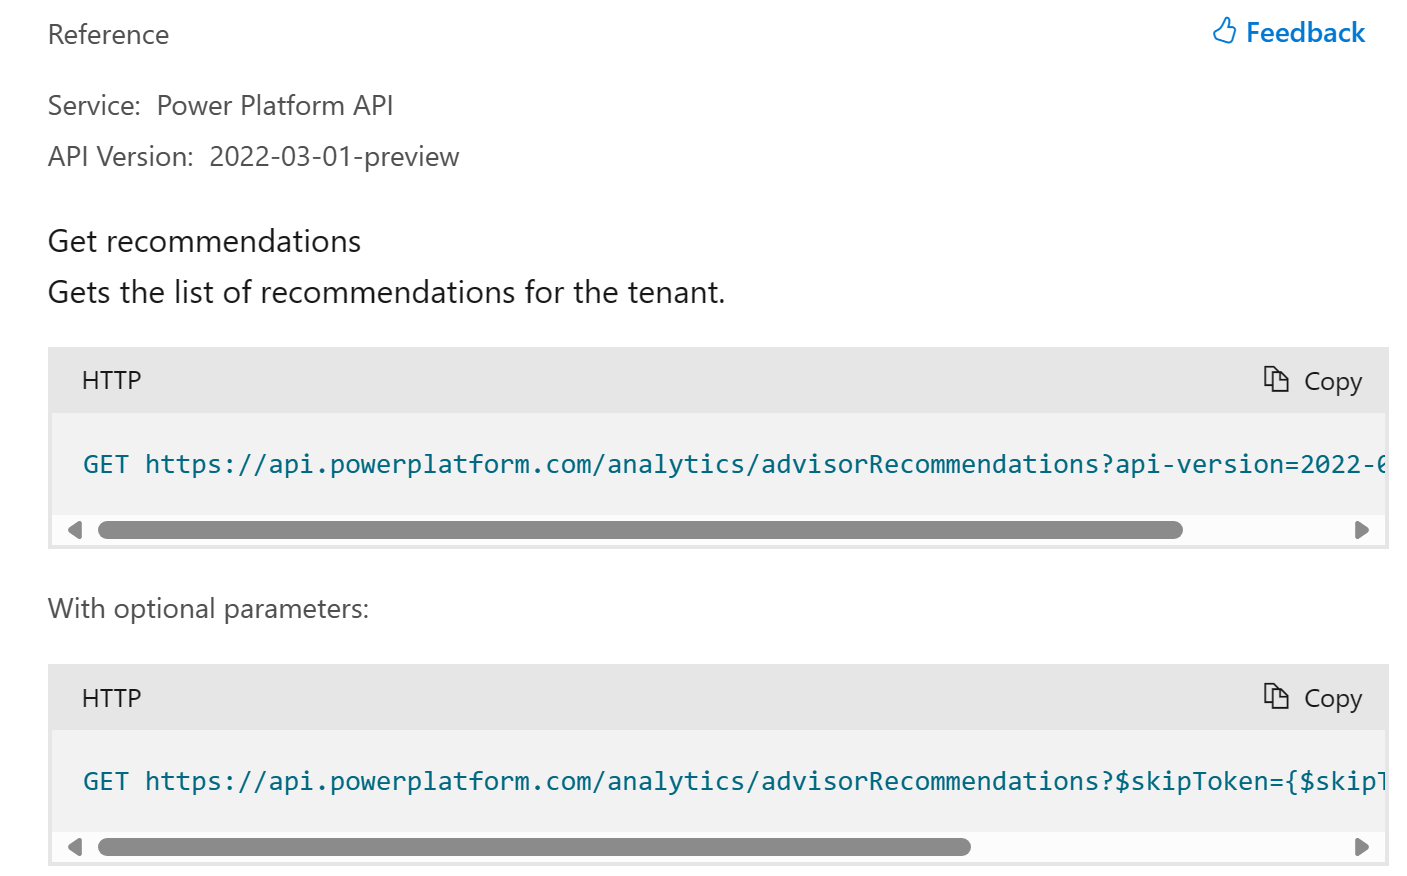 Reference
Feedback
Service: Power Platform API
API Version: 2022-03-01-preview
Get recommendations
Gets the list of recommendations for the tenant.
HTTP
Copy
GET https://api.powerplatform.com/analytics/advisorRecommendations?api-version=2022-
With optional parameters:
HTTP
Copy
GET https://api.powerplatform.com/analytics/advisorRecommendations?$skipToken={$skip